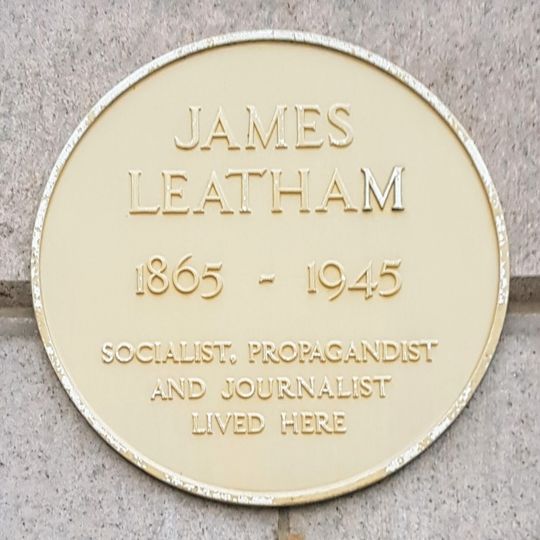 JAMES
LEATHAM
1865 - 1945
SOCIALIST, PROPAGANDIST
AND JOURNALIST
LIVED HERE